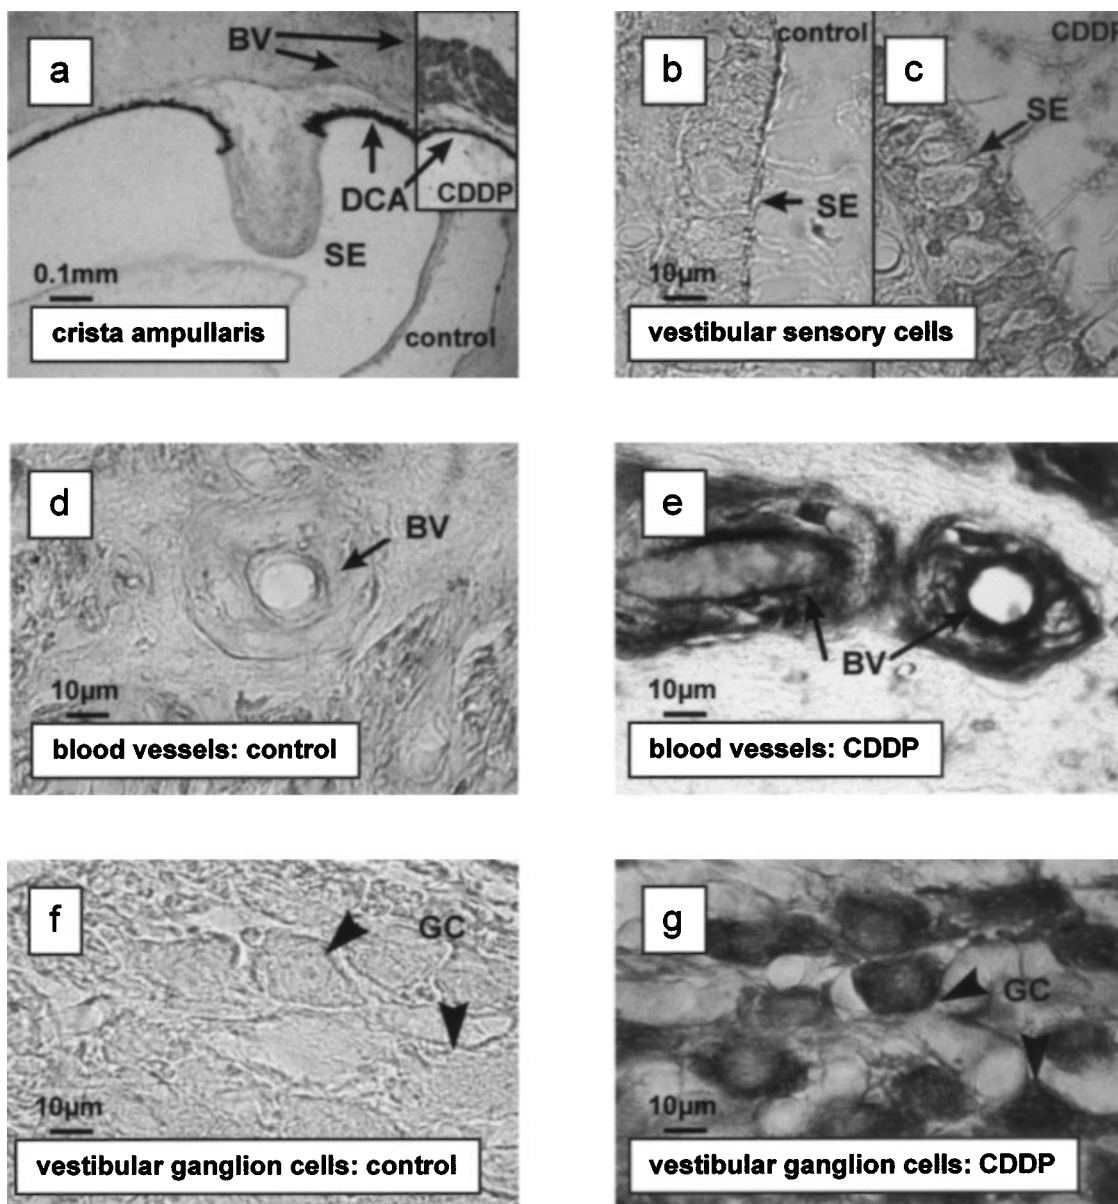 a
BV
DCA
CDDP
SE
0.1mm
control
crista ampullaris
b
control
SE
10µm
c
CDDP
SE
vestibular sensory cells
d
BV
10µm
blood vessels: control
e
BV
10µm
blood vessels: CDDP
f
GC
10µm
vestibular ganglion cells: control
g
GC
10µm
vestibular ganglion cells: CDDP